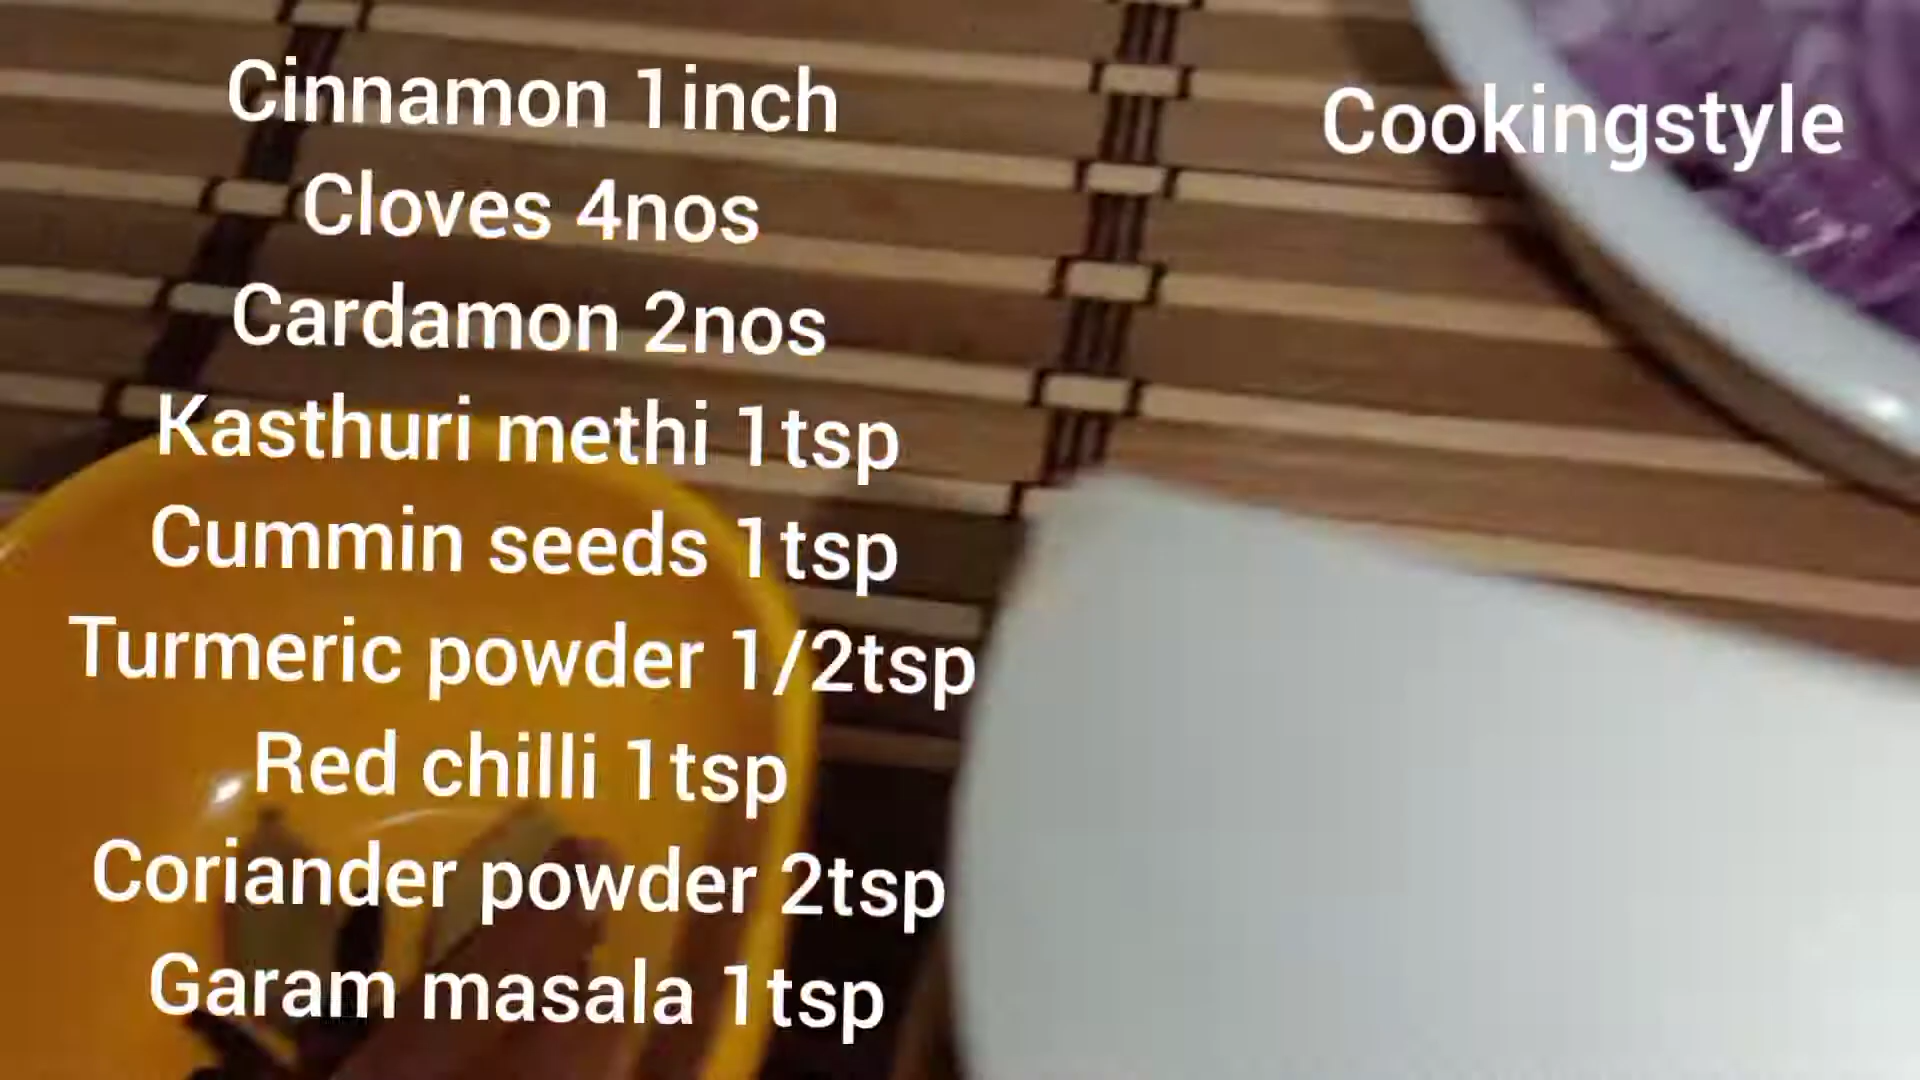 Cinnamon 1inch
Cloves 4nos
Cardamon 2nos
Kasthuri methi 1tsp
Cummin seeds 1tsp
Turmeric powder 1/2tsp
Red chilli 1tsp
Coriander powder 2tsp
Garam masala 1tsp
Cookingstyle